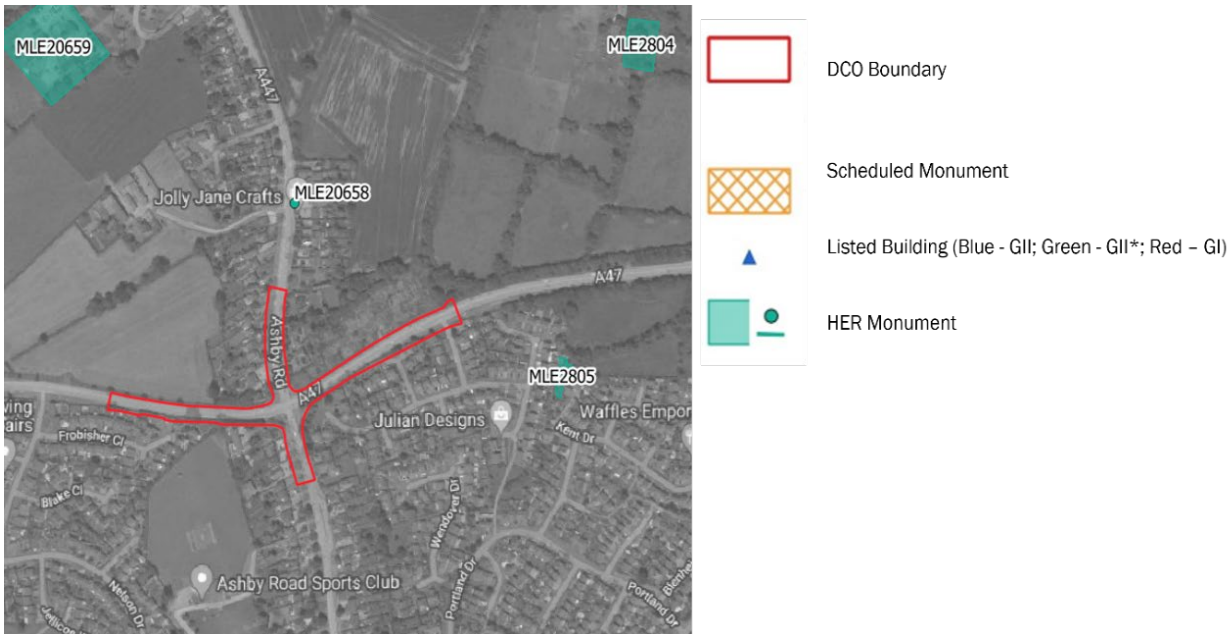 MLE20659
MLE2804
A447
Jolly Jane Crafts
MLE20658
A47
Ashby Rd
A47
MLE2805
Julian Designs
Waffles Empor
Kent Dr
Frobisher Cl
Blake Cl
Wendover Dr
Ashby Road Sports Club
Nelson Dr
Portland Dr
Portland Dr
DCO Boundary
Scheduled Monument
Listed Building (Blue - GII; Green - GII*; Red – GI)
HER Monument